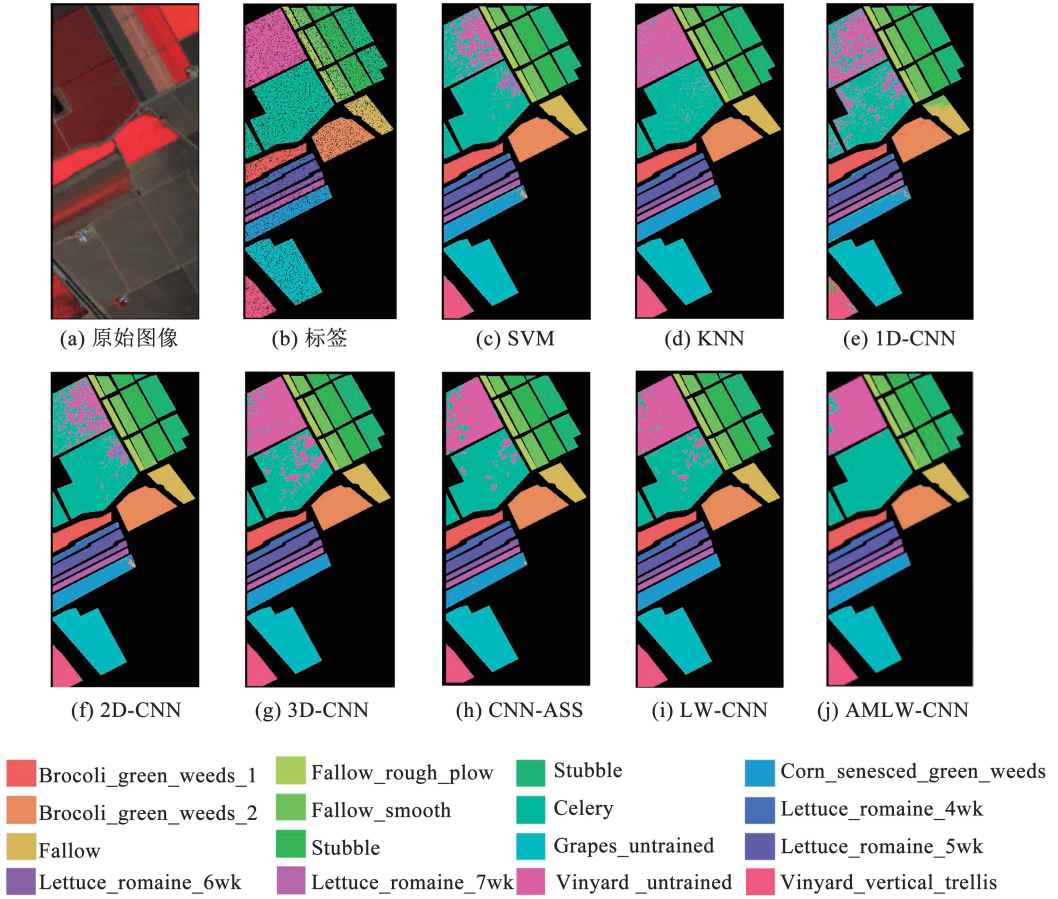 (a) 原始图像
(b) 标签
(c) SVM
(d) KNN
(e) 1D-CNN
(f) 2D-CNN
(g) 3D-CNN
(h) CNN-ASS
(i) LW-CNN
(j) AMLW-CNN
Brocoli_green_weeds_1
Fallow_rough_plow
Stubble
Corn_senesced_green_weeds
Brocoli_green_weeds_2
Fallow_smooth
Celery
Lettuce_romaine_4wk
Fallow
Stubble
Grapes_untrained
Lettuce_romaine_5wk
Lettuce_romaine_6wk
Lettuce_romaine_7wk
Vinyard _untrained
Vinyard_vertical_trellis